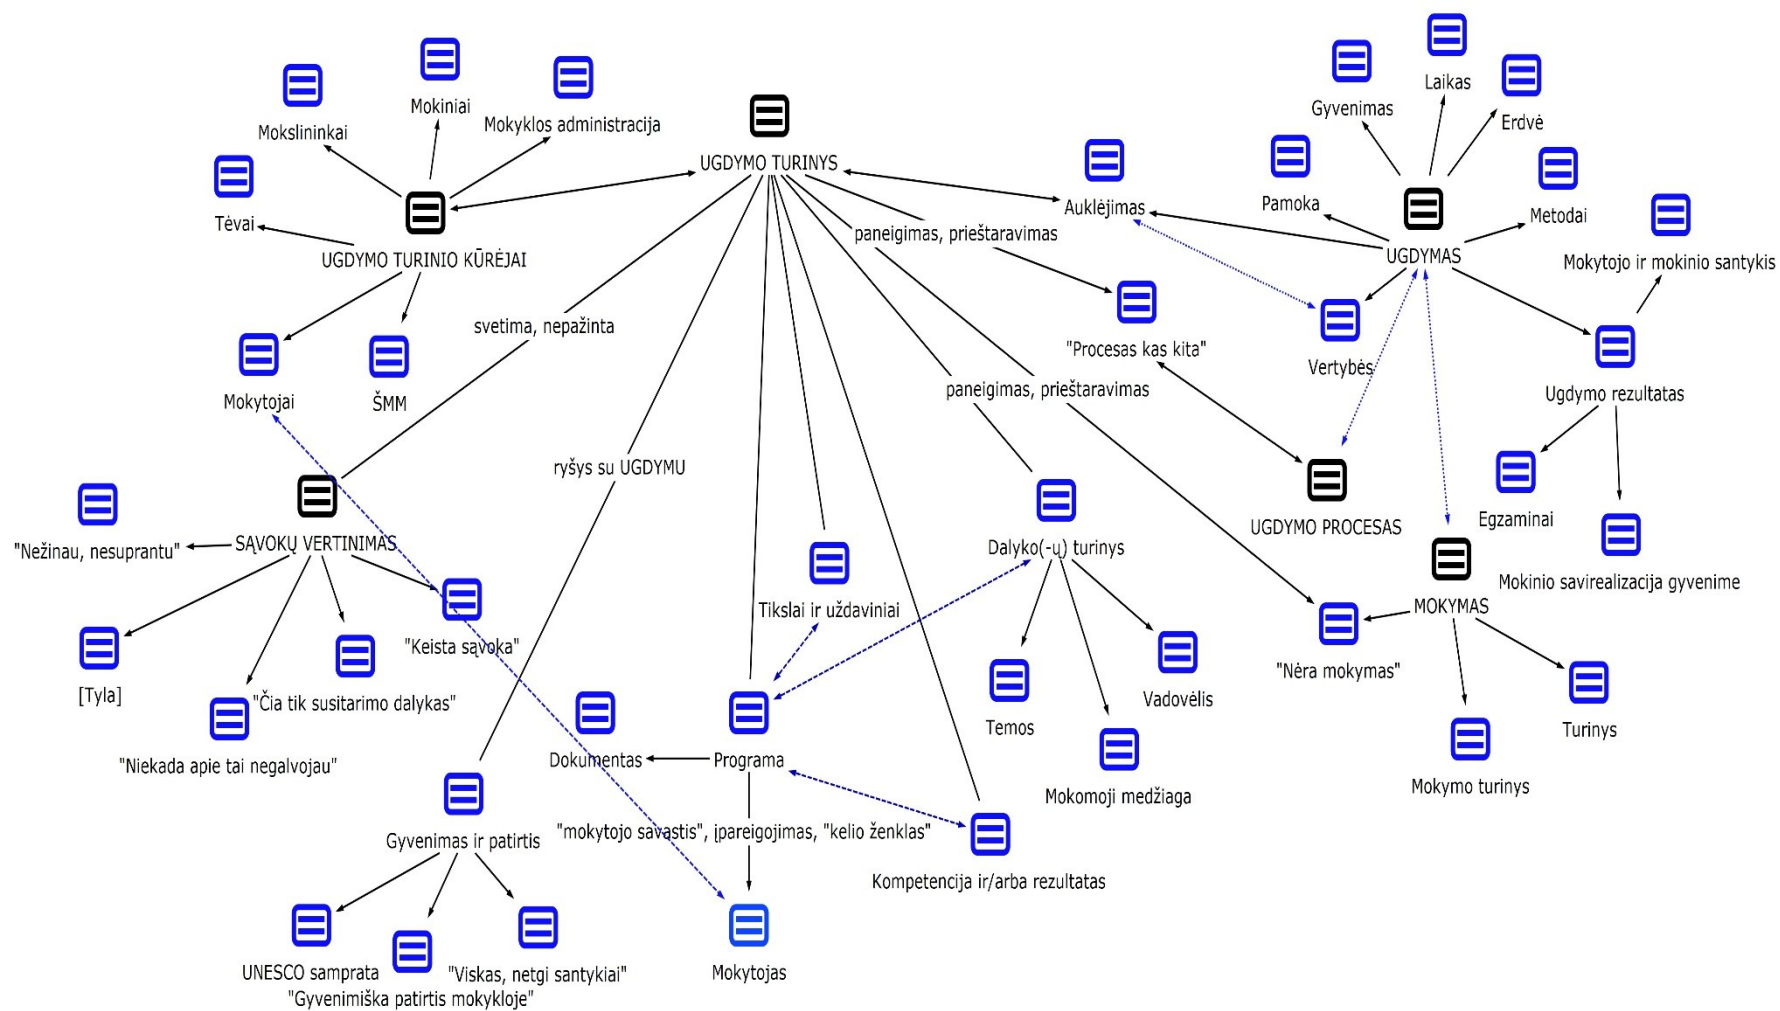 Laikas
Gyvenimas
Erdvė
Mokiniai
Mokyklos administracija
Mokslininkai
UGDYMO TURINYS
Auklėjimas
Pamoka
Metodai
Tėvai
paneigimas, prieštaravimas
UGDYMAS
Mokytojo ir mokinio santykis
UGDYMO TURINIO KŪRĖJAI
svetima, nepažinta
"Procesas kas kita"
Vertybės
paneigimas, prieštaravimas
Ugdymo rezultatas
Mokytojai
ŠMM
ryšys su UGDYMU
UGDYMO PROCESAS
Egzaminai
"Nežinau, nesuprantu"
SĄVOKŲ VERTINIMAS
Dalyko(-ų) turinys
Mokinio savirealizacija gyvenime
Tikslai ir uždaviniai
MOKYMAS
"Keista sąvoka"
"Nėra mokymas"
[Tyla]
"Čia tik susitarimo dalykas"
Vadovėlis
Temos
Turinys
"Niekada apie tai negalvojau"
Dokumentas
Programa
Mokomoji medžiaga
Mokymo turinys
Gyvenimas ir patirtis
"mokytojo savastis", įpareigojimas, "kelio ženklas"
Kompetencija ir/arba rezultatas
UNESCO samprata
"Viskas, netgi santykiai"
Mokytojas
"Gyvenimiška patirtis mokykloje"